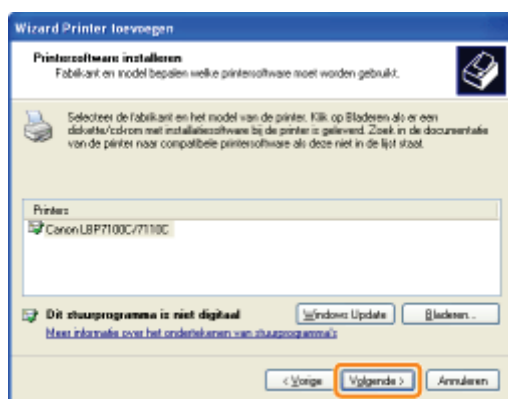 Wizard Printer toevoegen
Printersoftware installeren
Fabrikant en model bepalen welke printersoftware moet worden gebruikt.
Selecteer de fabrikant en het model van de printer. Klik op Bladeren als er een
diskette/cd-rom met installatiesoftware bij de printer is geleverd. Zoek in de documentatie
van de printer naar compatibele printersoftware als deze niet in de lijst staat.
Printers
Canon LBP7100C/7110C
Dit stuurprogramma is niet digitaal
Windows Update
Bladeren...
Meer informatie over het ondertekenen van stuurprogramma's
< Vorige
Volgende >
Annuleren